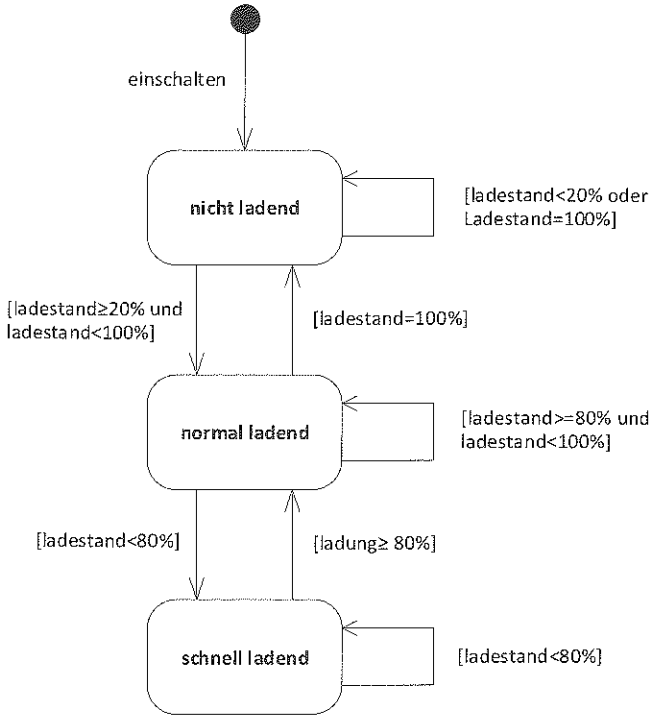 einschalten
nicht ladend
[ladestand<20% oder
Ladestand=100%]
[ladestand≥20% und
ladestand<100%]
[ladestand=100%]
normal ladend
[ladestand>=80% und
ladestand<100%]
[ladestand<80%]
[ladung≥ 80%]
schnell ladend
[ladestand<80%]